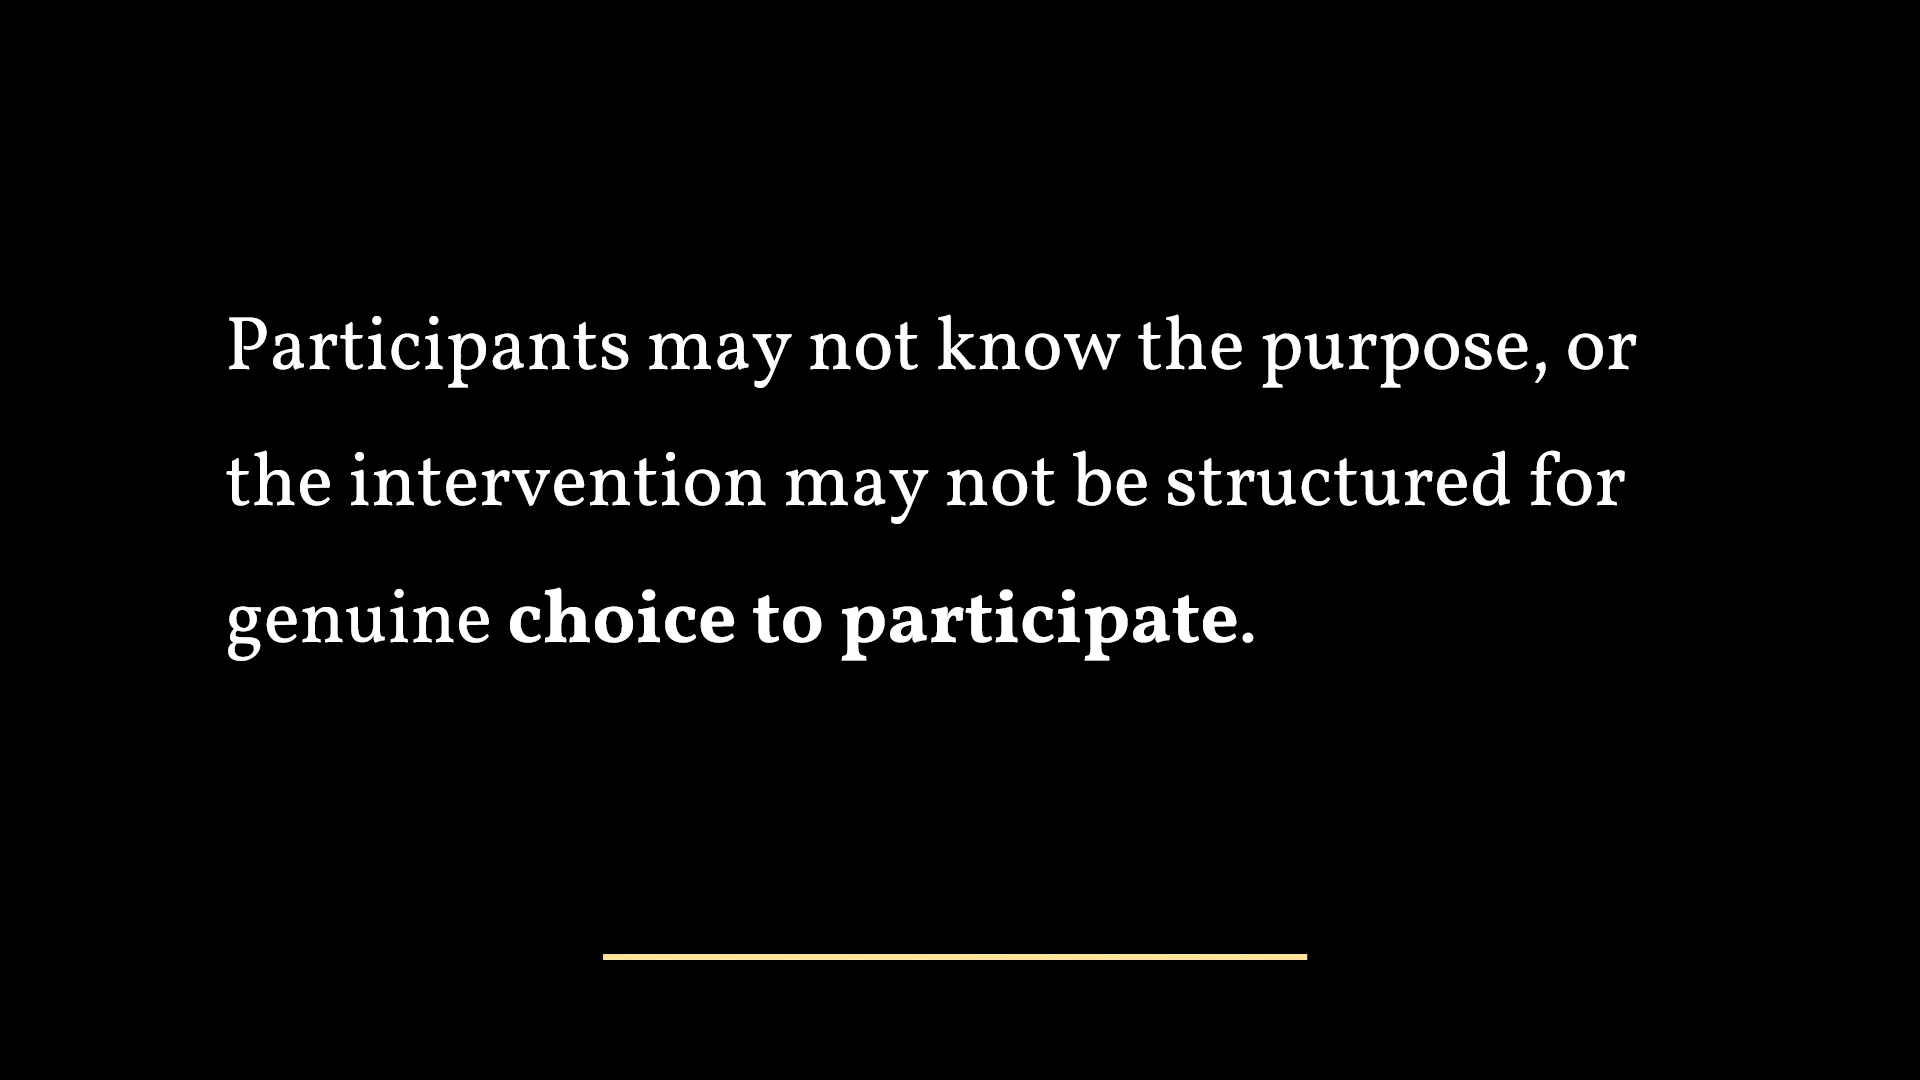 Participants may not know the purpose, or
the intervention may not be structured for
genuine choice to participate.